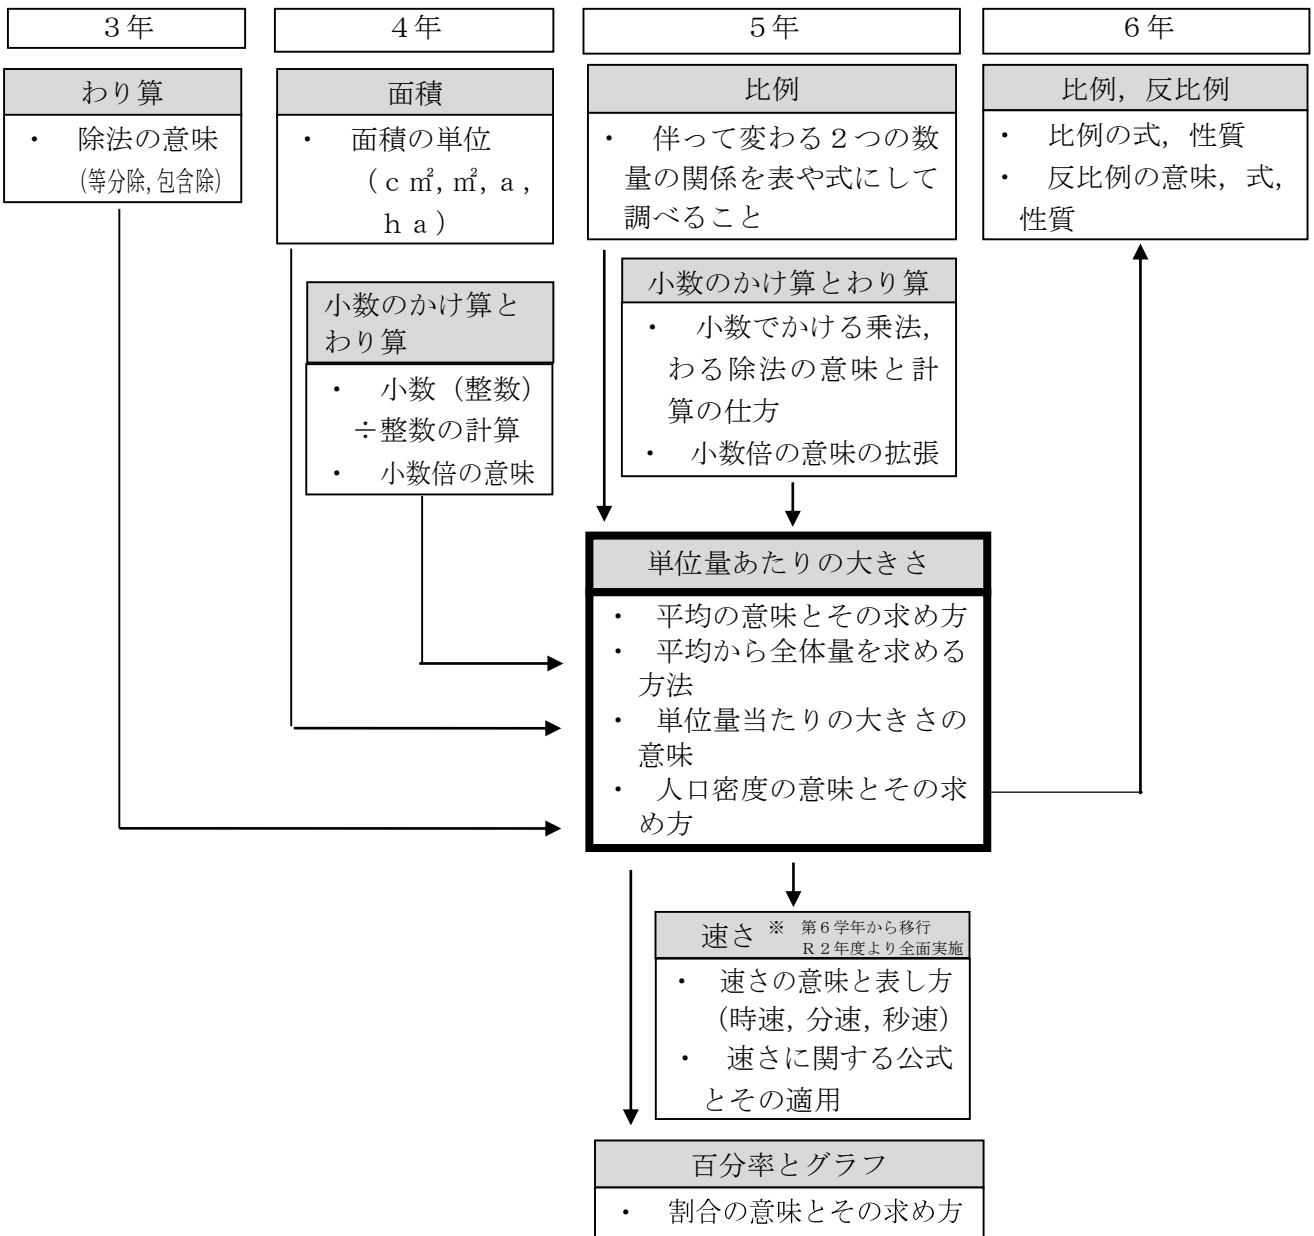 ３年
４年
５年
６年
わり算
・　除法の意味
(等分除,包含除)
面積
・　面積の単位
（ｃ㎡,㎡,ａ,
ｈａ）
小数のかけ算と
わり算
・　小数（整数）
÷整数の計算
・　小数倍の意味
比例
・　伴って変わる２つの数
量の関係を表や式にして
調べること
小数のかけ算とわり算
・　小数でかける乗法，
わる除法の意味と計
算の仕方
・　小数倍の意味の拡張
単位量あたりの大きさ
・　平均の意味とその求め方
・　平均から全体量を求める
方法
・　単位量当たりの大きさの
意味
・　人口密度の意味とその求
め方
速さ ※ 第６学年から移行
Ｒ２年度より全面実施
・　速さの意味と表し方
（時速，分速，秒速）
・　速さに関する公式
とその適用
百分率とグラフ
・　割合の意味とその求め方
比例，反比例
・　比例の式，性質
・　反比例の意味，式，
性質